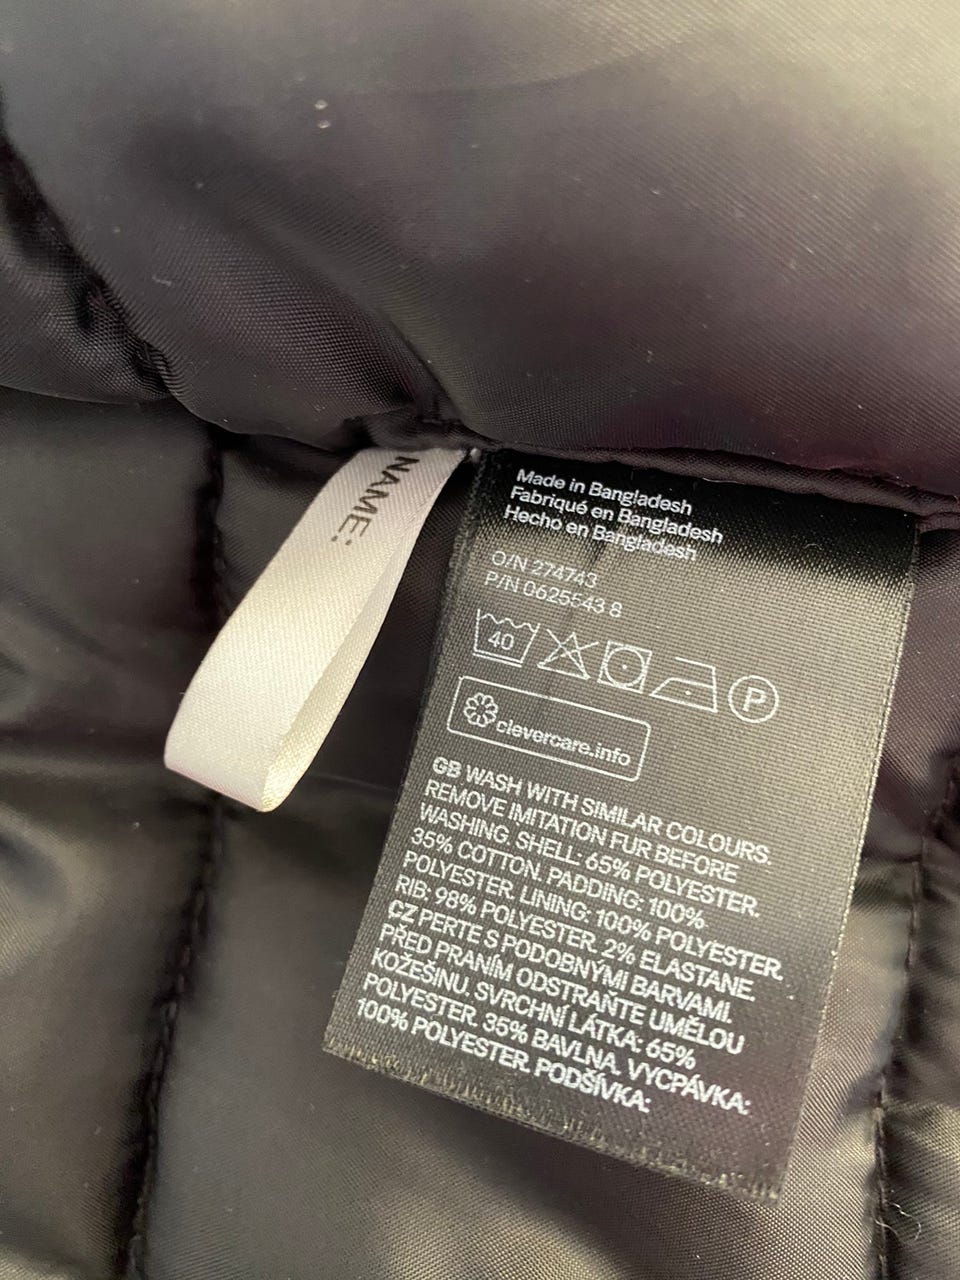 NAME:
Made in Bangladesh
Fabriqué en Bangladesh
Hecho en Bangladesh
O/N 274743
P/N 0625543 8
40
P
clevercare.info
GB WASH WITH SIMILAR COLOURS.
REMOVE IMITATION FUR BEFORE
WASHING. SHELL: 65% POLYESTER.
35% COTTON. PADDING: 100%
POLYESTER. LINING: 100% POLYESTER.
RIB: 98% POLYESTER. 2% ELASTANE.
CZ PERTE S PODOBNÝMI BARVAMI.
PŘED PRANÍM ODSTRAŇTE UMĚLOU
KOŽEŠINU. SVRCHNÍ LÁTKA: 65%
POLYESTER. 35% BAVLNA. VYCPÁVKA:
100% POLYESTER. PODŠÍVKA: